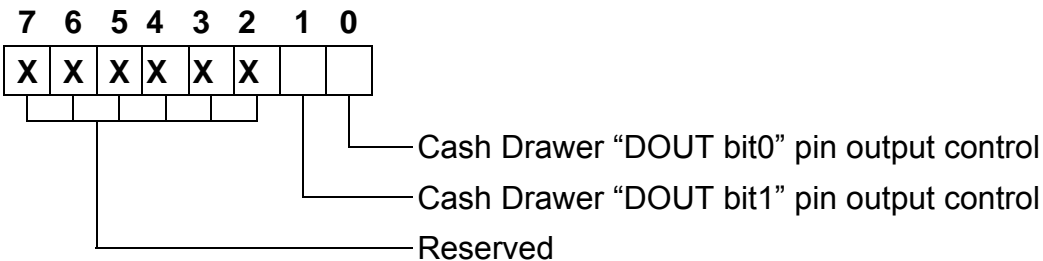 7 6 5 4 3 2 1 0
X X X X X X
Cash Drawer “DOUT bit0” pin output control
Cash Drawer “DOUT bit1” pin output control
Reserved